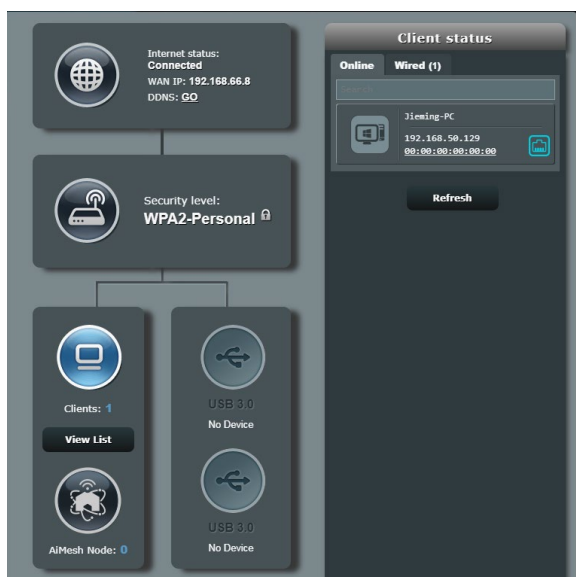 Internet status:
Connected
WAN IP: 192.168.66.8
DDNS: GO
Security level:
WPA2-Personal
Clients: 1
View List
AiMesh Node: 0
USB 3.0
No Device
USB 3.0
No Device
Client status
Online Wired (1)
Search
Jieming-PC
192.168.50.129
00:00:00:00:00:00
Refresh